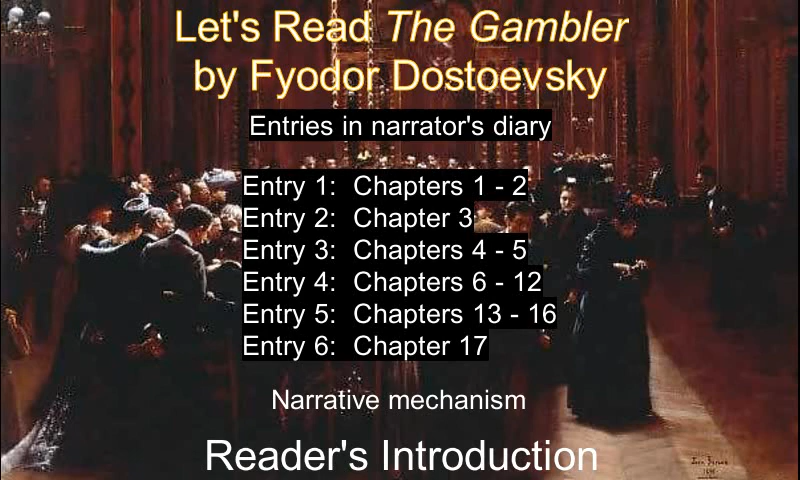 Let's Read The Gambler
by Fyodor Dostoevsky
Entries in narrator's diary
Entry 1: Chapters 1 - 2
Entry 2: Chapter 3
Entry 3: Chapters 4 - 5
Entry 4: Chapters 6 - 12
Entry 5: Chapters 13 - 16
Entry 6: Chapter 17
Narrative mechanism
Reader's Introduction